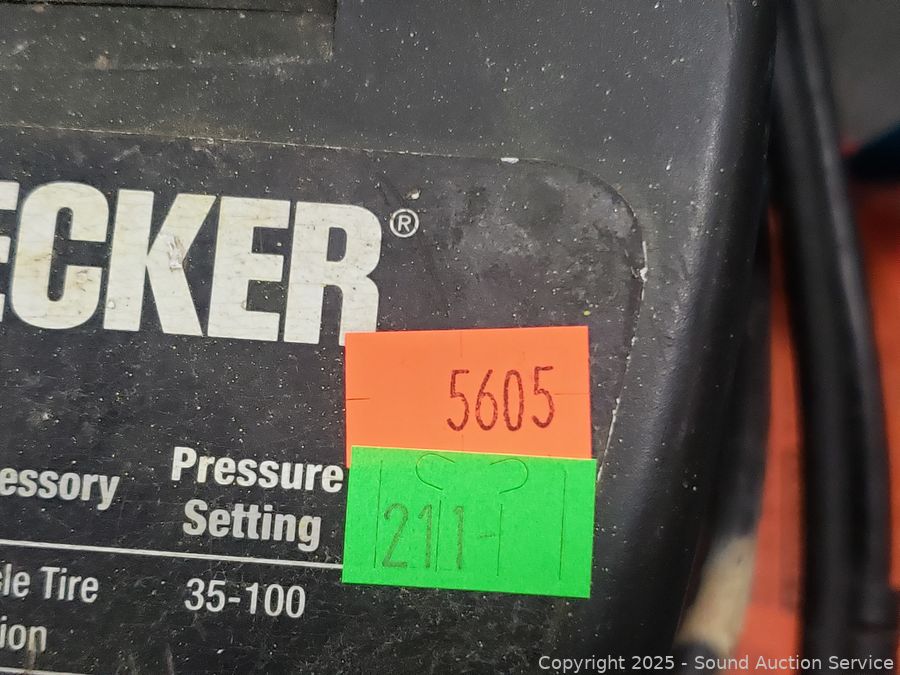 ECKER®
5605
essory
Pressure
Setting
211
le Tire
35-100
ion
Copyright © 2025 - Sound Auction Service